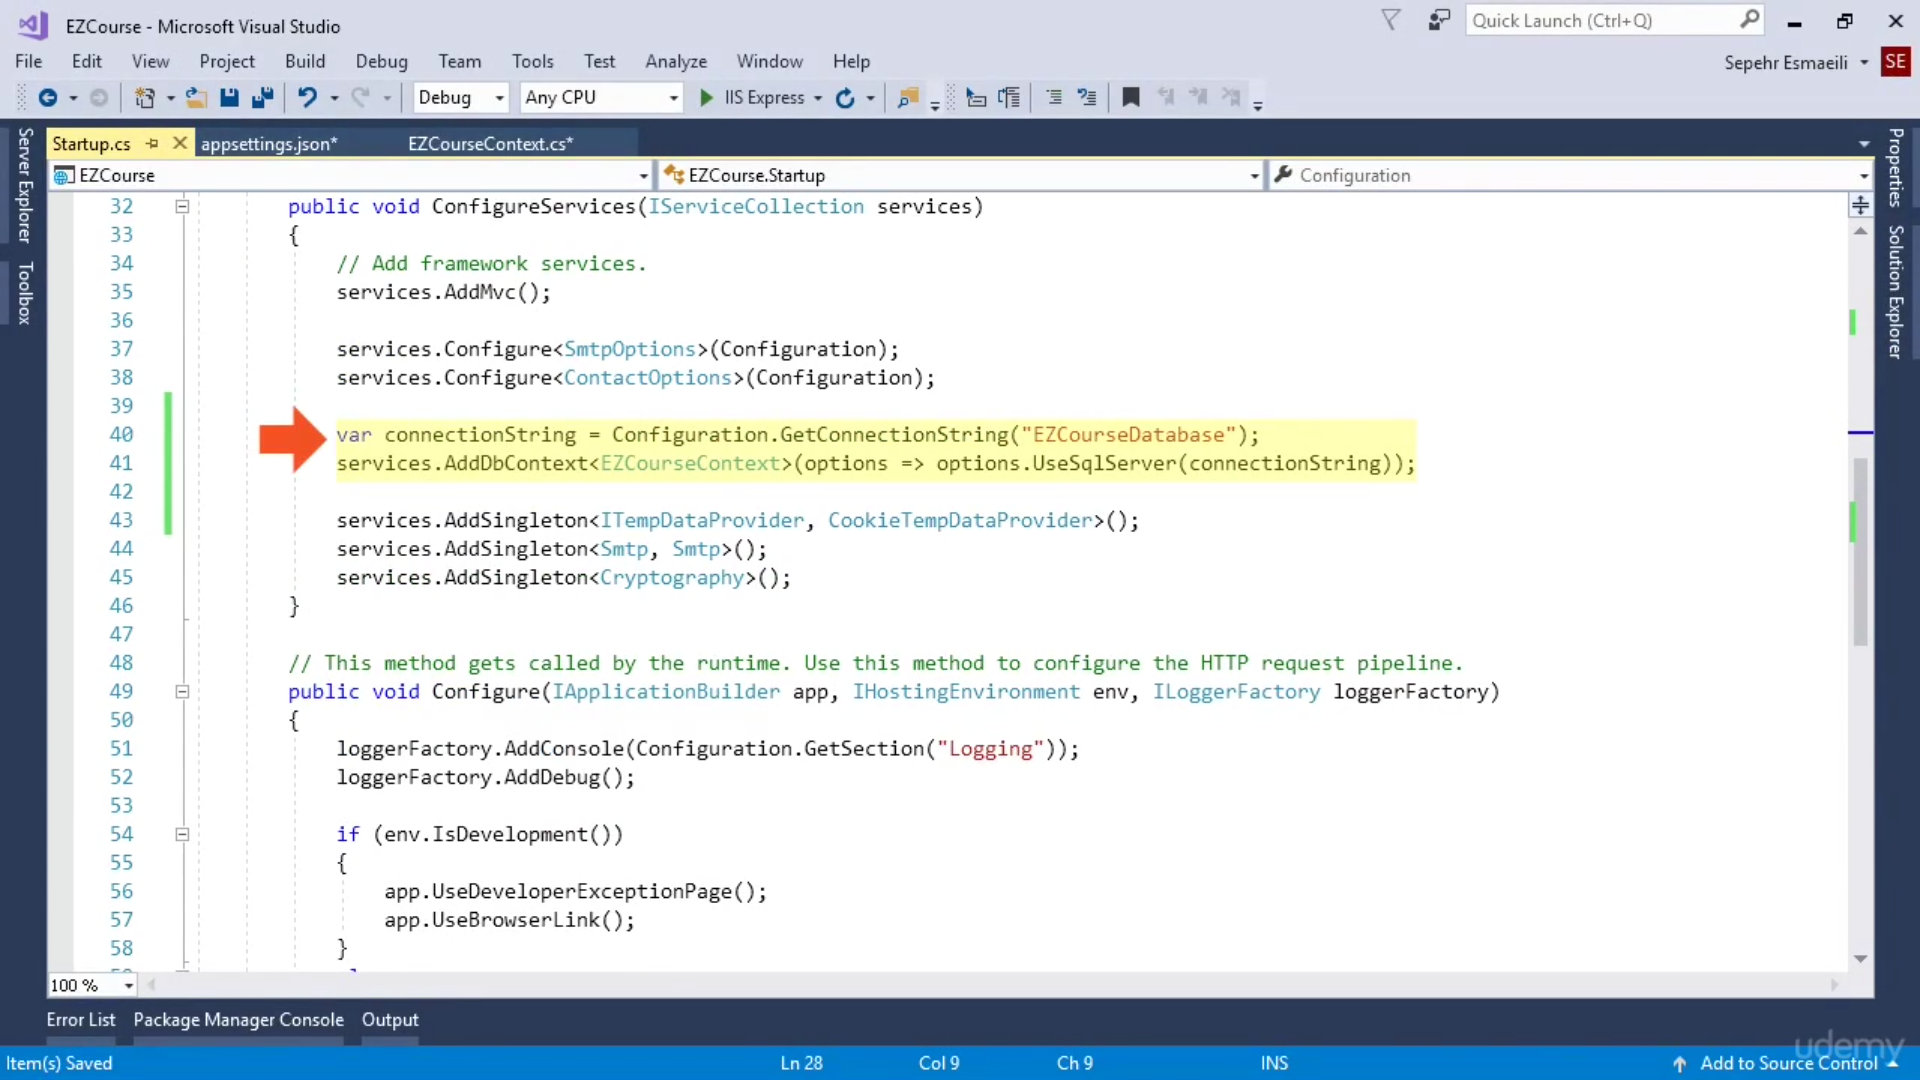 EZCourse - Microsoft Visual Studio
Quick Launch (Ctrl+Q)
File Edit View Project Build Debug Team Tools Test Analyze Window Help
Sepehr Esmaeili SE
Debug Any CPU IIS Express
Startup.cs appsettings.json* EZCourseContext.cs*
EZCourse EZCourse.Startup Configuration
Server Explorer
Toolbox
Properties
Solution Explorer
32 public void ConfigureServices(IServiceCollection services)
33 {
34 // Add framework services.
35 services.AddMvc();
36
37 services.Configure<SmtpOptions>(Configuration);
38 services.Configure<ContactOptions>(Configuration);
39
40 var connectionString = Configuration.GetConnectionString("EZCourseDatabase");
41 services.AddDbContext<EZCourseContext>(options => options.UseSqlServer(connectionString));
42
43 services.AddSingleton<ITempDataProvider, CookieTempDataProvider>();
44 services.AddSingleton<Smtp, Smtp>();
45 services.AddSingleton<Cryptography>();
46 }
47
48 // This method gets called by the runtime. Use this method to configure the HTTP request pipeline.
49 public void Configure(IApplicationBuilder app, IHostingEnvironment env, ILoggerFactory loggerFactory)
50 {
51 loggerFactory.AddConsole(Configuration.GetSection("Logging"));
52 loggerFactory.AddDebug();
53
54 if (env.IsDevelopment())
55 {
56 app.UseDeveloperExceptionPage();
57 app.UseBrowserLink();
58 }
100 %
Error List Package Manager Console Output
Item(s) Saved Ln 28 Col 9 Ch 9 INS Add to Source Control
udemy